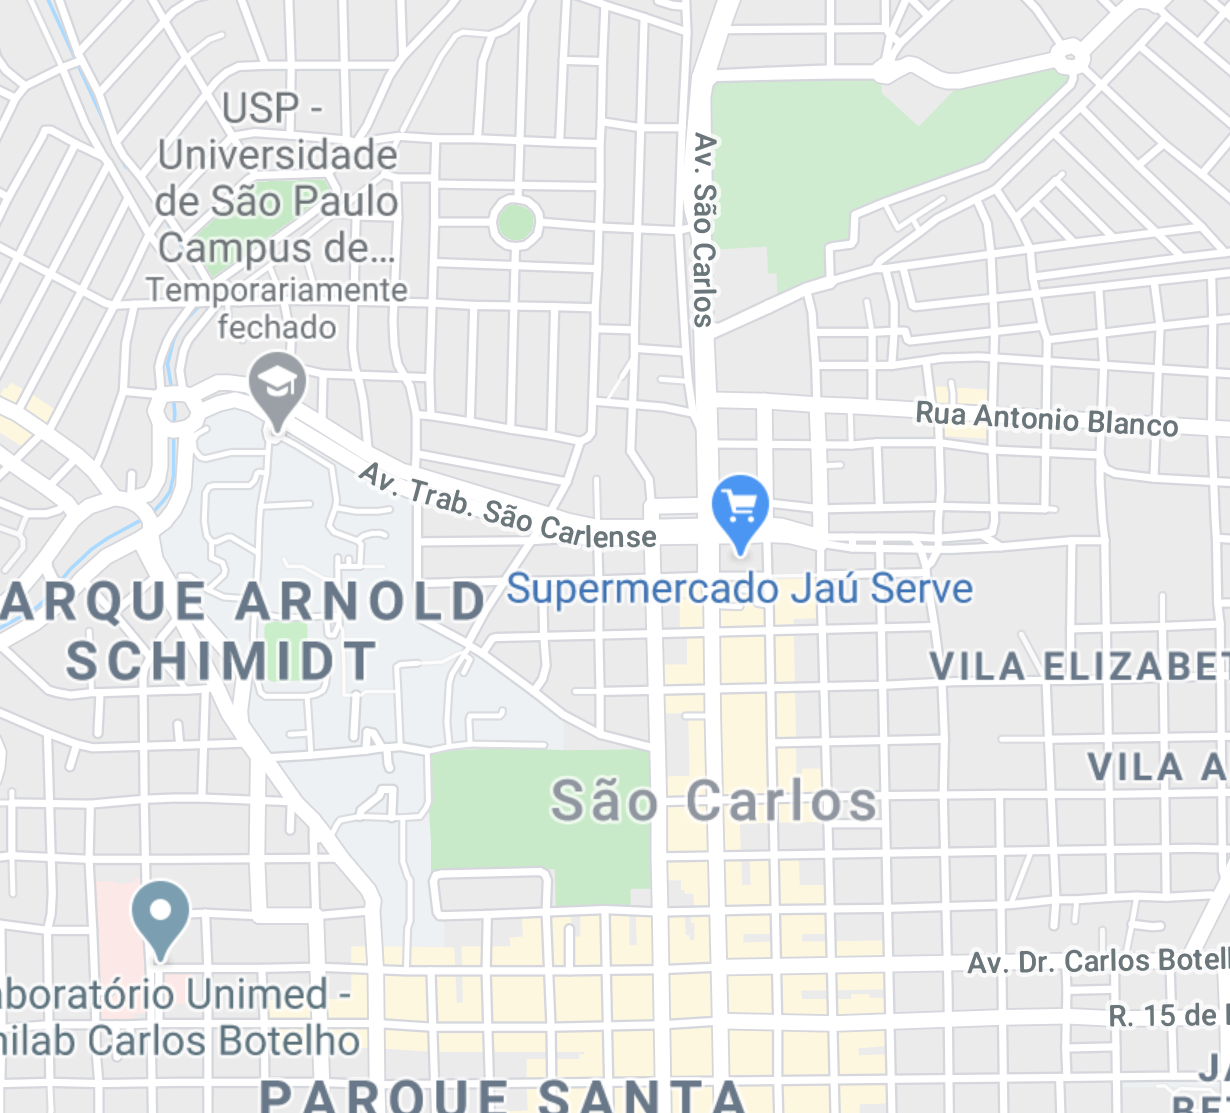 USP -
Universidade
de São Paulo
Campus de...
Temporariamente
fechado
Av. São Carlos
Rua Antonio Blanco
Av. Trab. São Carlense
Supermercado Jaú Serve
ARQUE ARNOLD
SCHIMIDT
VILA ELIZABET
VILA A
São Carlos
Av. Dr. Carlos Botell
aboratório Unimed -
nilab Carlos Botelho
R. 15 de
PARQUE SANTA